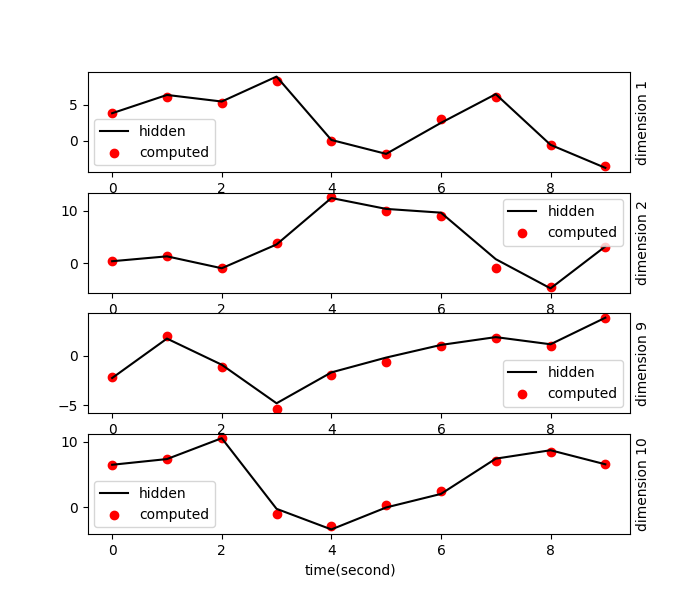 5
0
hidden
computed
0 2 4 6 8
dimension 1
10
0
hidden
computed
0 2 4 6 8
dimension 2
0
−5
hidden
computed
0 2 4 6 8
dimension 9
10
0
hidden
computed
0 2 4 6 8
dimension 10
time(second)